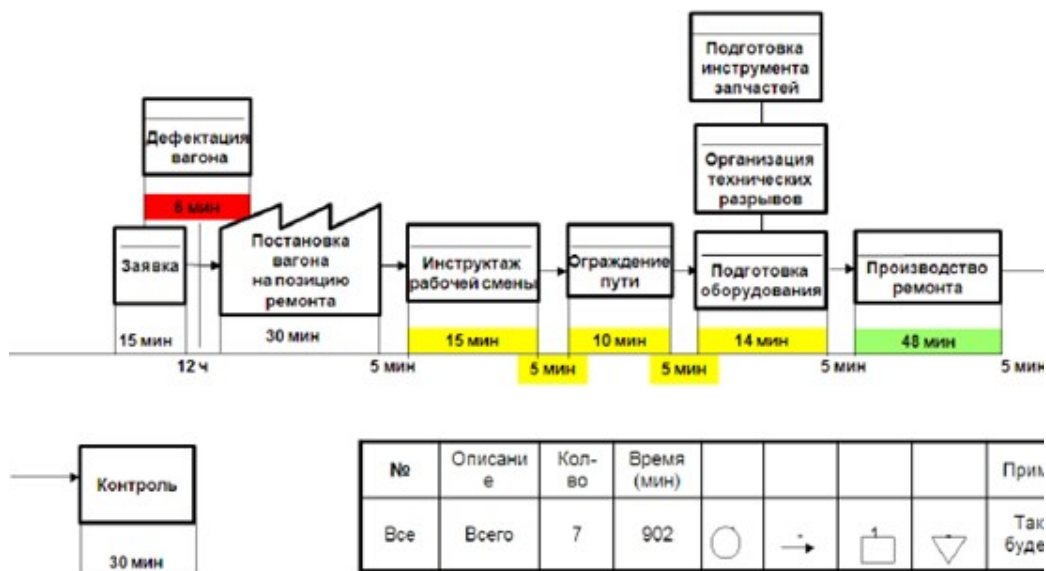 Подготовка
инструмента
запчастей
Дефектация
вагона
6 мин
Организация
технических
разрывов
Заявка
Постановка
вагона
на позицию
ремонта
Инструктаж
рабочей смены
Ограждение
пути
Подготовка
оборудования
Производство
ремонта
15 мин
30 мин
15 мин
10 мин
14 мин
48 мин
12 ч
5 мин
5 мин
5 мин
5 мин
5 мин
Контроль
30 мин
№
Описани
е
Кол-
во
Время
(мин)
Прим
Все
Всего
7
902
1
Так
буде